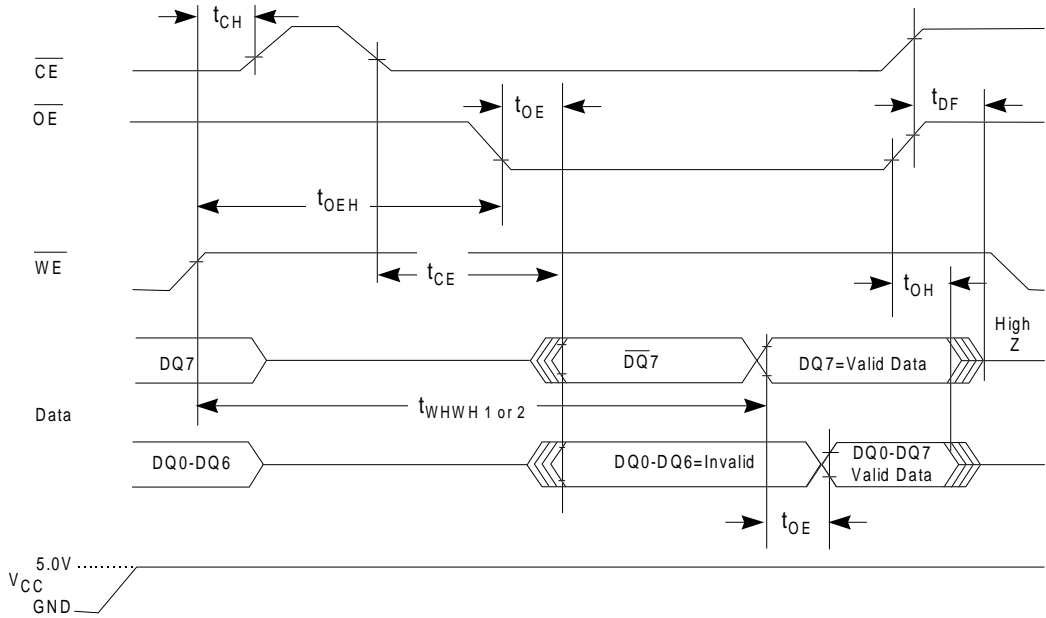 tCH
CE
OE
tOE
tDF
tOEH
WE
tCE
tOH
High
Z
DQ7
DQ7
DQ7=Valid Data
Data
tWHWH 1 or 2
DQ0-DQ6
DQ0-DQ6=Invalid
DQ0-DQ7
Valid Data
tOE
5.0V
VCC
GND